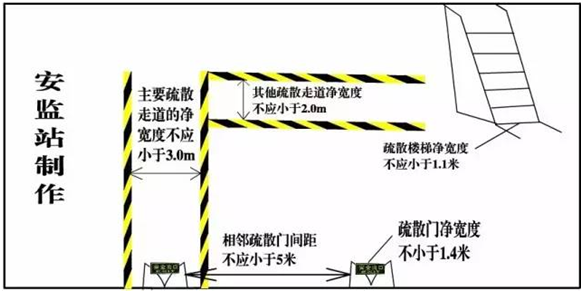 安监站制作
主要疏散
走道的净
宽度不应
小于3.0m
其他疏散走道净宽度
不应小于2.0m
疏散楼梯净宽度
不应小于1.1米
相邻疏散门间距
不应小于5米
疏散门净宽度
不小于1.4米